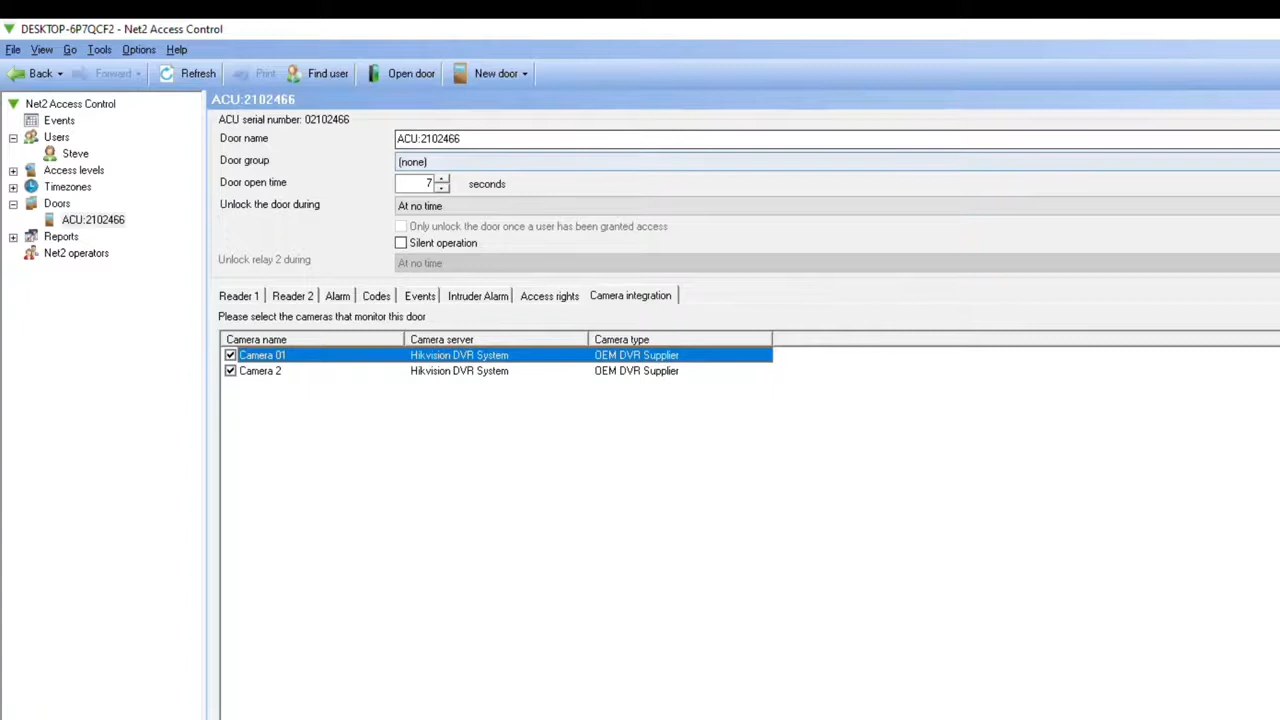 DESKTOP-6P7QCF2 - Net2 Access Control
File View Go Tools Options Help
Back Forward Refresh Print Find user Open door New door
Net2 Access Control
Events
Users
Steve
Access levels
Timezones
Doors
ACU:2102466
Reports
Net2 operators
ACU:2102466
ACU serial number: 02102466
Door name ACU:2102466
Door group (none)
Door open time 7 seconds
Unlock the door during At no time
Only unlock the door once a user has been granted access
Silent operation
Unlock relay 2 during At no time
Reader 1 Reader 2 Alarm Codes Events Intruder Alarm Access rights Camera integration
Please select the cameras that monitor this door
Camera name Camera server Camera type
Camera 01 Hikvision DVR System OEM DVR Supplier
Camera 2 Hikvision DVR System OEM DVR Supplier